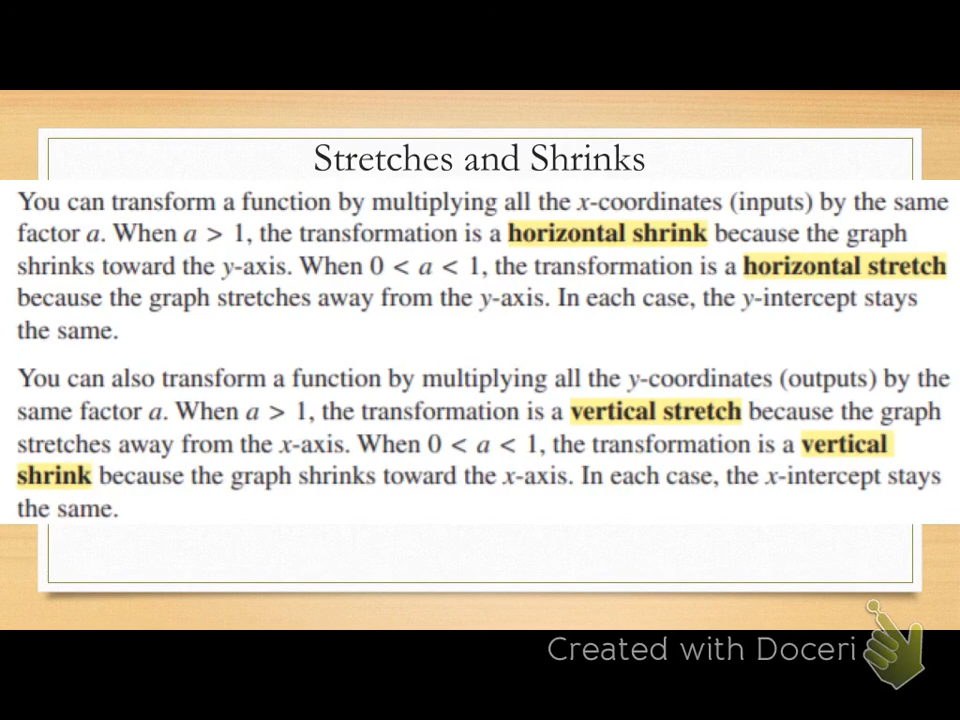 Stretches and Shrinks
You can transform a function by multiplying all the x-coordinates (inputs) by the same
factor a. When a > 1, the transformation is a horizontal shrink because the graph
shrinks toward the y-axis. When 0 < a < 1, the transformation is a horizontal stretch
because the graph stretches away from the y-axis. In each case, the y-intercept stays
the same.
You can also transform a function by multiplying all the y-coordinates (outputs) by the
same factor a. When a > 1, the transformation is a vertical stretch because the graph
stretches away from the x-axis. When 0 < a < 1, the transformation is a vertical
shrink because the graph shrinks toward the x-axis. In each case, the x-intercept stays
the same.
Created with Doceri